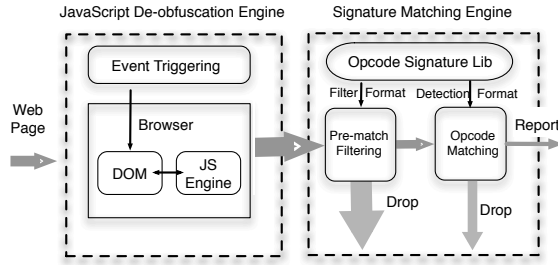 JavaScript De-obfuscation Engine
Signature Matching Engine
Event Triggering
Opcode Signature Lib
Filter Format
Detection Format
Web
Page
Browser
DOM
JS
Engine
Pre-match
Filtering
Opcode
Matching
Report
Drop
Drop